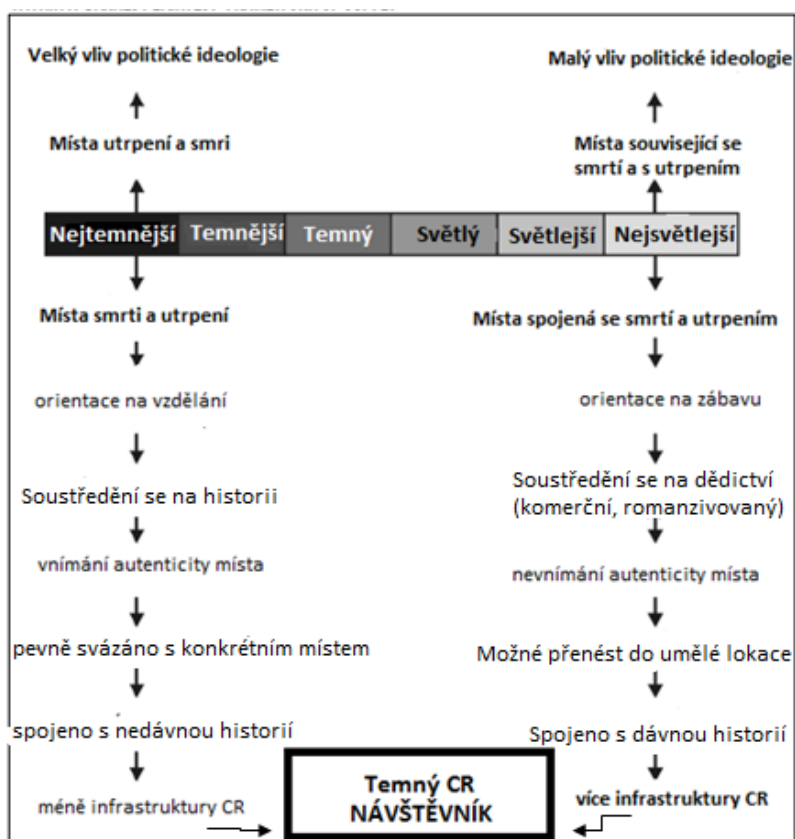 Velký vliv politické ideologie
Malý vliv politické ideologie
Místa utrpení a smri
Místa související se
smrtí a s utrpením
Nejtemnější Temnější Temný Světlý Světlejší Nejsvětlejší
Místa smrti a utrpení
Místa spojená se smrtí a utrpením
orientace na vzdělání
orientace na zábavu
Soustředění se na historii
Soustředění se na dědictví
(komerční, romanzivovaný)
vnímání autenticity místa
nevnímání autenticity místa
pevně svázáno s konkrétním místem
Možné přenést do umělé lokace
spojeno s nedávnou historií
Spojeno s dávnou historií
méně infrastruktury CR
Temný CR
NÁVŠTĚVNÍK
více infrastruktury CR